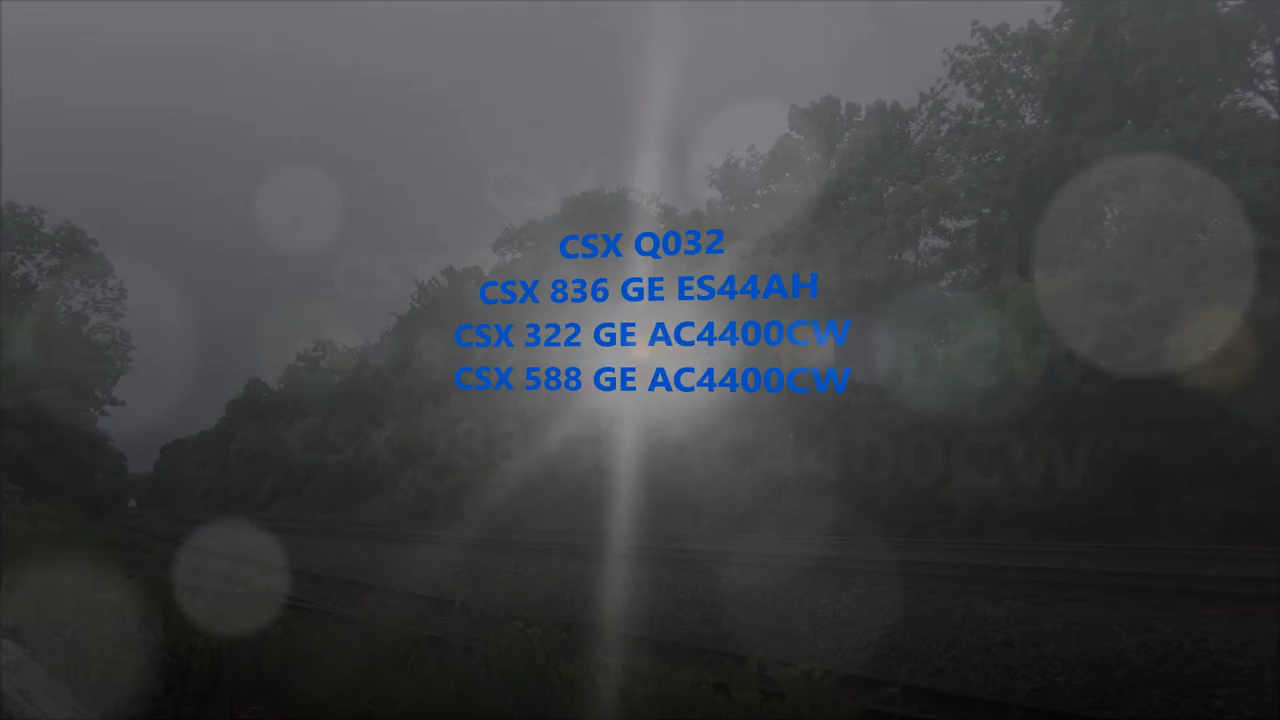 CSX Q032
CSX 836 GE ES44AH
CSX 322 GE AC4400CW
CSX 588 GE AC4400CW